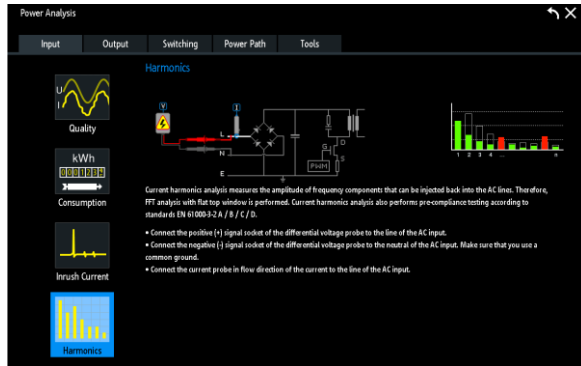 Power Analysis
Input Output Switching Power Path Tools
Harmonics
U
I
Quality
kWh
Consumption
Inrush Current
Harmonics
V
I
L
N
E
PWM
G
D
S
1 2 3 4 ... n
Current harmonics analysis measures the amplitude of frequency components that can be injected back into the AC lines. Therefore,
FFT analysis with flat top window is performed. Current harmonics analysis also performs pre-compliance testing according to
standards EN 61000-3-2 A / B / C / D.
• Connect the positive (+) signal socket of the differential voltage probe to the line of the AC input.
• Connect the negative (-) signal socket of the differential voltage probe to the neutral of the AC input. Make sure that you use a
common ground.
• Connect the current probe in flow direction of the current to the line of the AC input.